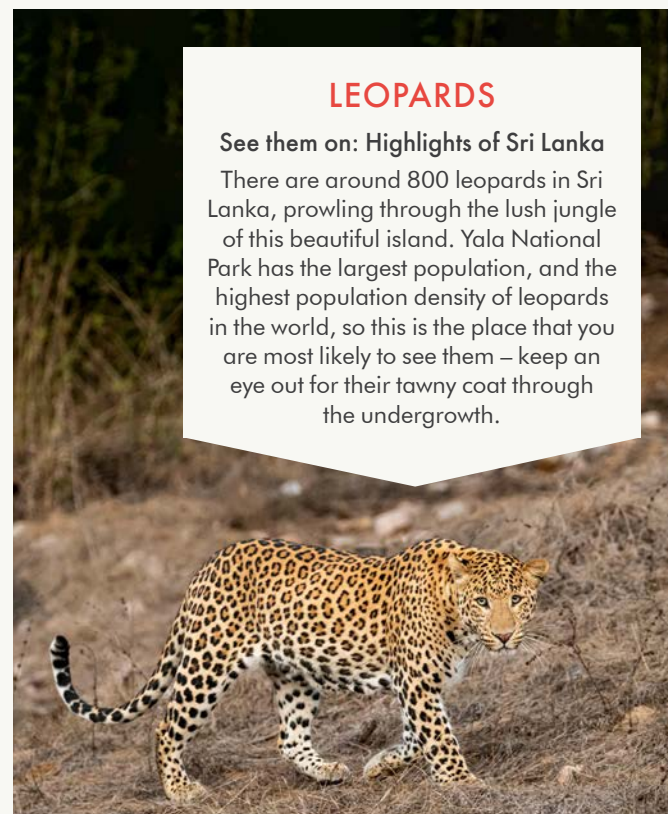 LEOPARDS
See them on: Highlights of Sri Lanka
There are around 800 leopards in Sri
Lanka, prowling through the lush jungle
of this beautiful island. Yala National
Park has the largest population, and the
highest population density of leopards
in the world, so this is the place that you
are most likely to see them – keep an
eye out for their tawny coat through
the undergrowth.